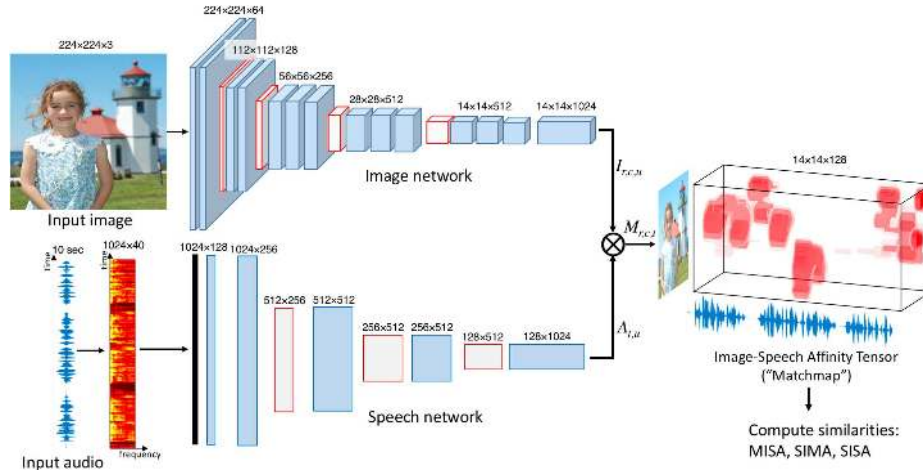 224×224×3
Input image
224×224×64
112×112×128
56×56×256
28×28×512
14×14×512
14×14×1024
Image network
I r,c,u
M r,c,t
A t,u
14×14×128
10 sec
time
1024×40
time
frequency
Input audio
1024×128
1024×256
512×256
512×512
256×512
256×512
128×512
128×1024
Speech network
Image-Speech Affinity Tensor
("Matchmap")
Compute similarities:
MISA, SIMA, SISA